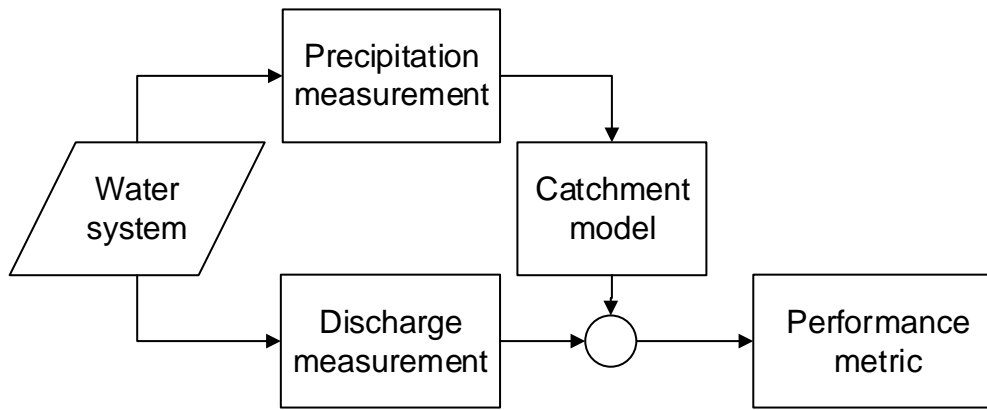 Precipitation
measurement
Water
system
Catchment
model
Discharge
measurement
Performance
metric